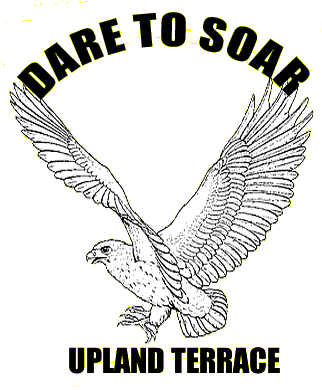 DARE TO SOAR
UPLAND TERRACE